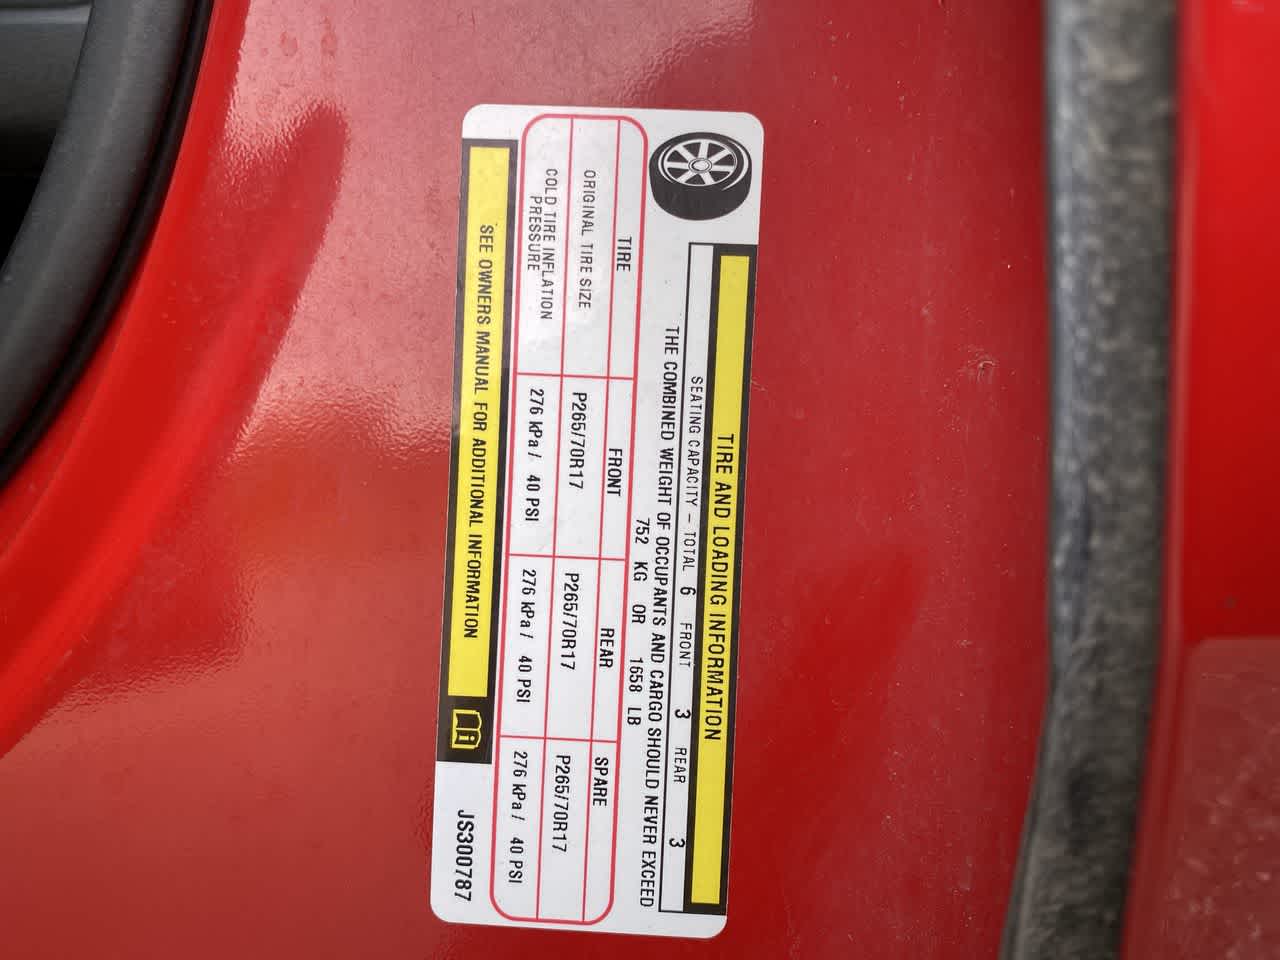 TIRE AND LOADING INFORMATION
SEATING CAPACITY - TOTAL 6 FRONT 3 REAR 3
THE COMBINED WEIGHT OF OCCUPANTS AND CARGO SHOULD NEVER EXCEED
752 KG OR 1658 LB
TIRE FRONT REAR SPARE
ORIGINAL TIRE SIZE P265/70R17 P265/70R17 P265/70R17
COLD TIRE INFLATION
PRESSURE 276 kPa / 40 PSI 276 kPa / 40 PSI 276 kPa / 40 PSI
SEE OWNERS MANUAL FOR ADDITIONAL INFORMATION
JS300787